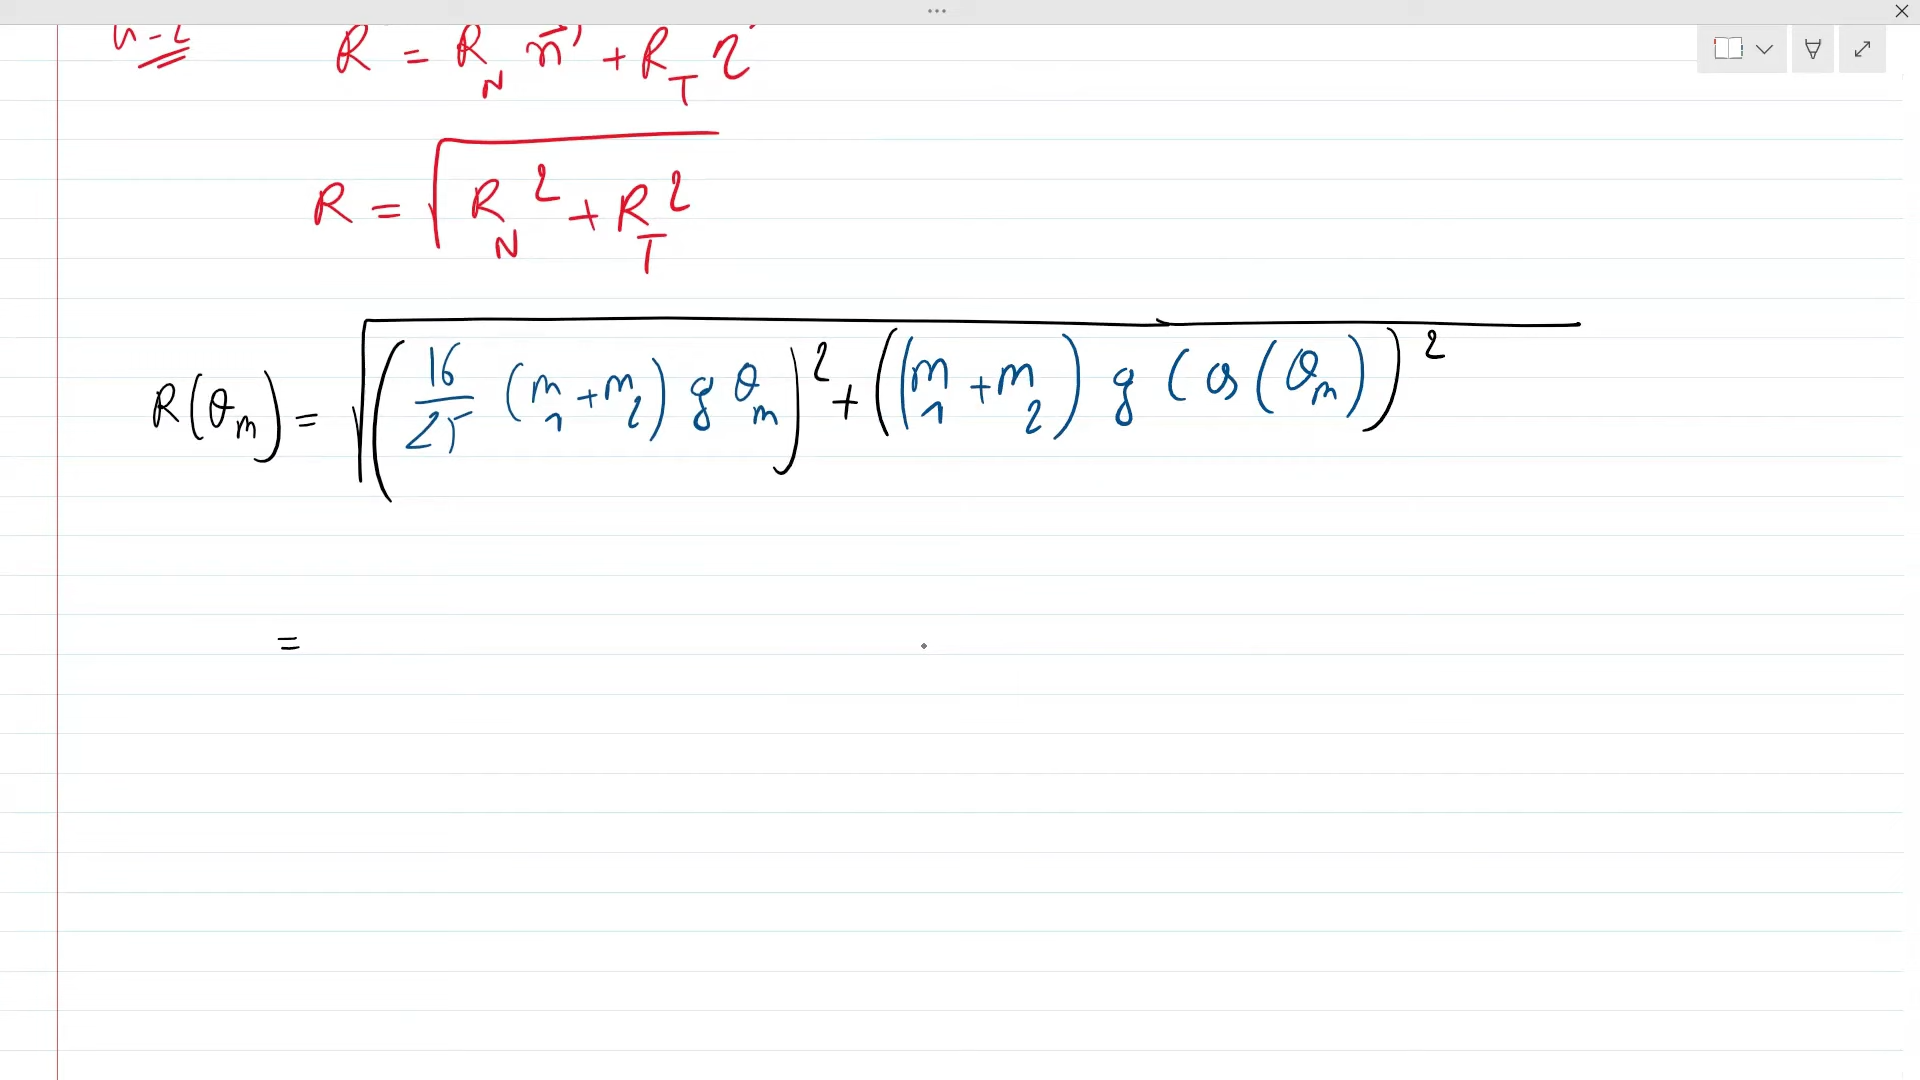 R = R_N n⃗ + R_T
R = √(R_N² + R_T²)
R(θ_m) = √((16/25 (m_1 + m_2) g θ_m)² + ((m_1 + m_2) g (cos(θ_m))²
=